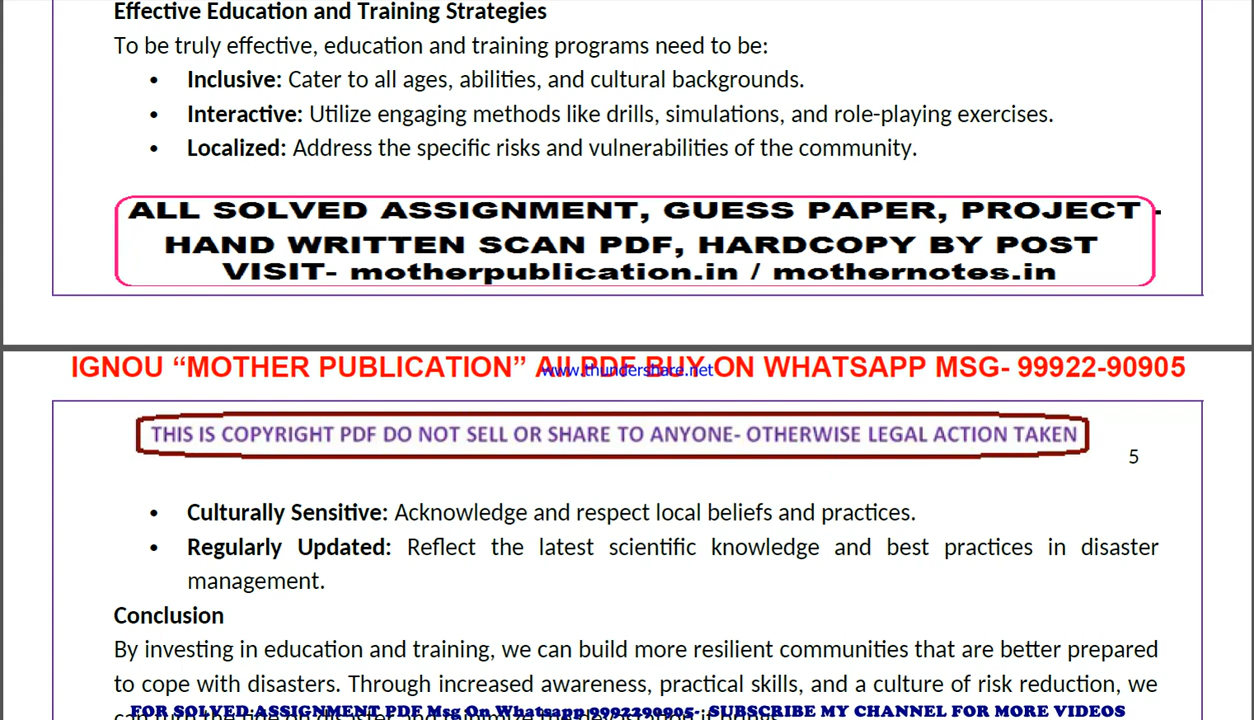 Effective Education and Training Strategies
To be truly effective, education and training programs need to be:
• Inclusive: Cater to all ages, abilities, and cultural backgrounds.
• Interactive: Utilize engaging methods like drills, simulations, and role-playing exercises.
• Localized: Address the specific risks and vulnerabilities of the community.
ALL SOLVED ASSIGNMENT, GUESS PAPER, PROJECT -
HAND WRITTEN SCAN PDF, HARDCOPY BY POST
VISIT- motherpublication.in / mothernotes.in
IGNOU “MOTHER PUBLICATION” All PDF BUY ON WHATSAPP MSG- 99922-90905
www.thundershare.net
THIS IS COPYRIGHT PDF DO NOT SELL OR SHARE TO ANYONE- OTHERWISE LEGAL ACTION TAKEN
5
• Culturally Sensitive: Acknowledge and respect local beliefs and practices.
• Regularly Updated: Reflect the latest scientific knowledge and best practices in disaster
management.
Conclusion
By investing in education and training, we can build more resilient communities that are better prepared
to cope with disasters. Through increased awareness, practical skills, and a culture of risk reduction, we
FOR SOLVED ASSIGNMENT PDF Msg On Whatsapp 9992290905- SUBSCRIBE MY CHANNEL FOR MORE VIDEOS